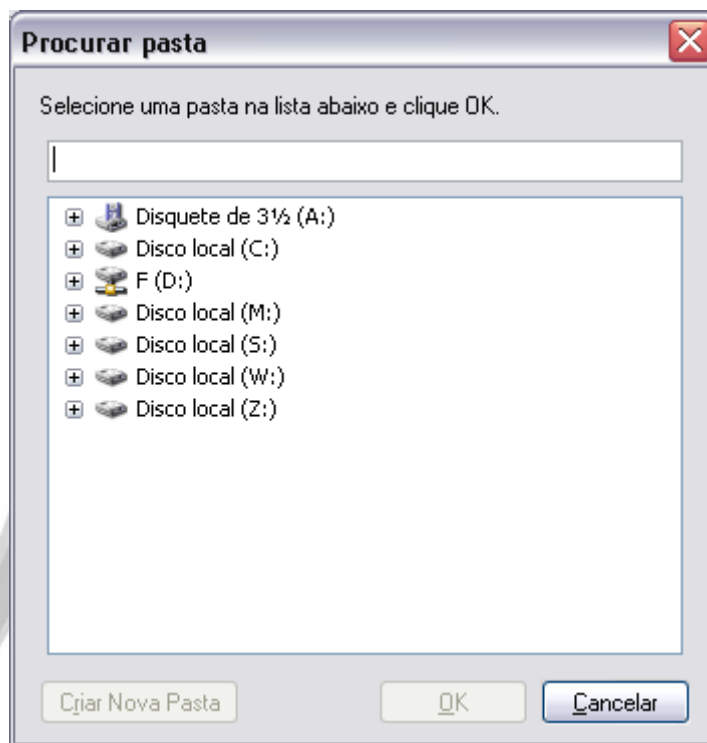 Procurar pasta
Selecione uma pasta na lista abaixo e clique OK.
Disquete de 3½ (A:)
Disco local (C:)
F (D:)
Disco local (M:)
Disco local (S:)
Disco local (W:)
Disco local (Z:)
Criar Nova Pasta OK Cancelar